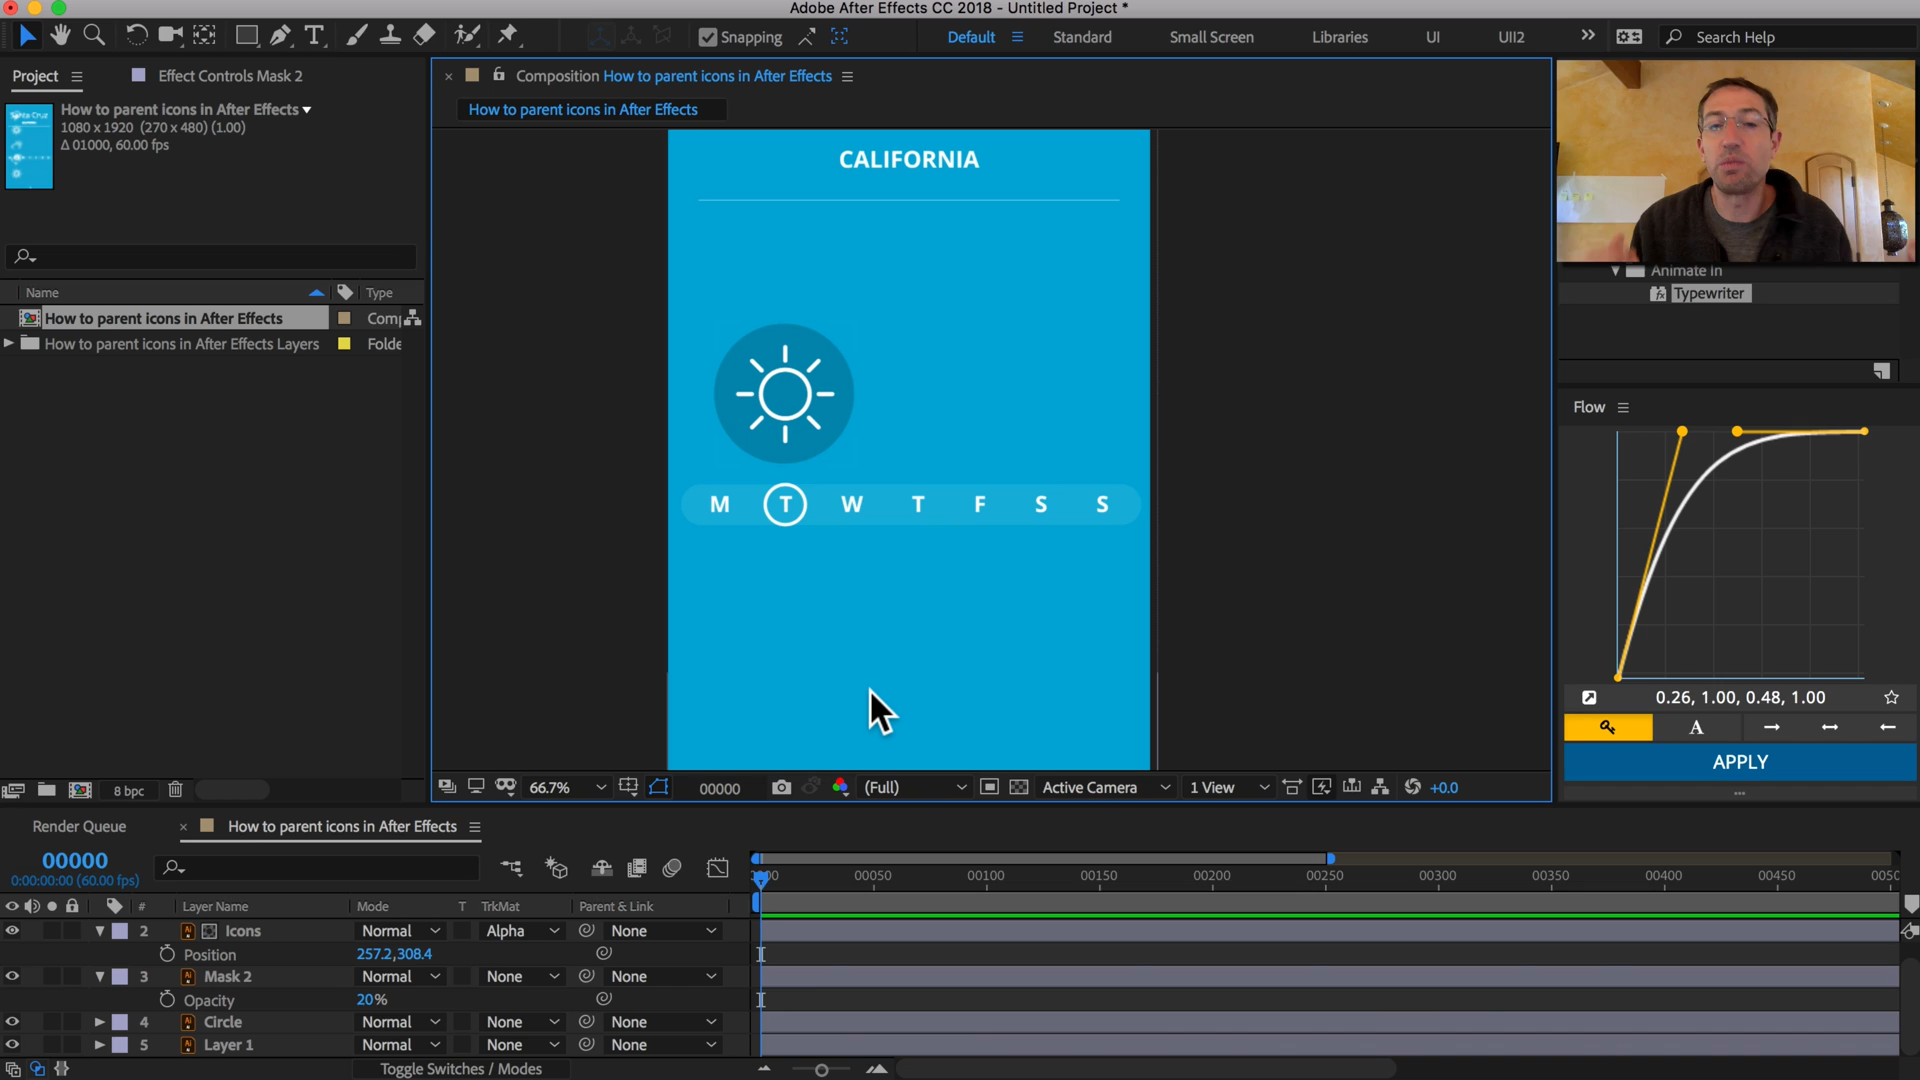 Adobe After Effects CC 2018 - Untitled Project *
Snapping
Default
Standard
Small Screen
Libraries
UI
UII2
Search Help
Project
Effect Controls Mask 2
Composition How to parent icons in After Effects
How to parent icons in After Effects
1080 x 1920 (270 x 480) (1.00)
Δ 01000, 60.00 fps
How to parent icons in After Effects
CALIFORNIA
Animate In
Typewriter
Name
Type
How to parent icons in After Effects
Comp
How to parent icons in After Effects Layers
Folde
Flow
M T W T F S S
0.26, 1.00, 0.48, 1.00
A
APPLY
8 bpc
66.7%
00000
(Full)
Active Camera
1 View
+0.0
Render Queue
How to parent icons in After Effects
00000
0:00:00:00 (60.00 fps)
00050
00100
00150
00200
00250
00300
00350
00400
00450
# Layer Name Mode T TrkMat Parent & Link
2 Icons Normal Alpha None
Position 257.2,308.4
3 Mask 2 Normal None None
Opacity 20%
4 Circle Normal None None
5 Layer 1 Normal None None
Toggle Switches / Modes